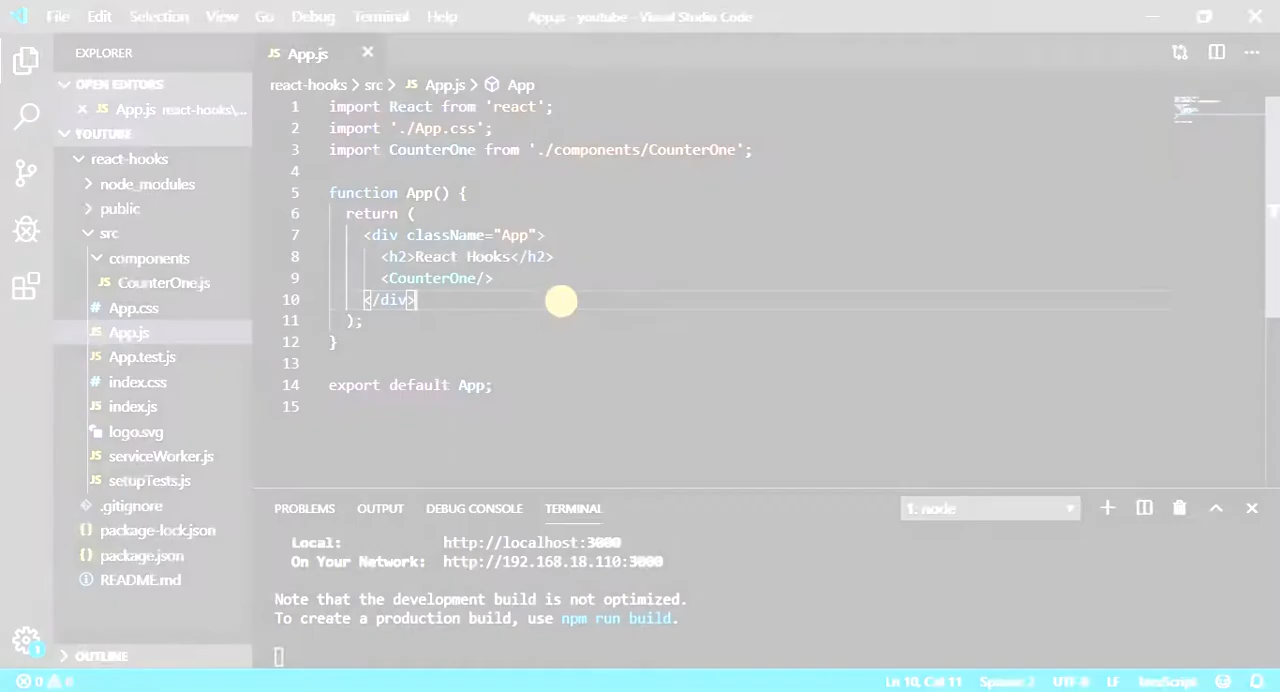 File Edit Selection View Go Debug Terminal Help App.js - youtube - Visual Studio Code
EXPLORER
JS App.js
OPEN EDITORS
JS App.js react-hooks\...
YOUTUBE
react-hooks
node_modules
public
src
components
JS CounterOne.js
# App.css
JS App.js
JS App.test.js
# index.css
JS index.js
logo.svg
JS serviceWorker.js
JS setupTests.js
.gitignore
{} package-lock.json
{} package.json
README.md
OUTLINE
react-hooks > src > JS App.js > App
1 import React from 'react';
2 import './App.css';
3 import CounterOne from './components/CounterOne';
4
5 function App() {
6 return (
7 <div className="App">
8 <h2>React Hooks</h2>
9 <CounterOne/>
10 </div>
11 );
12 }
13
14 export default App;
15
PROBLEMS OUTPUT DEBUG CONSOLE TERMINAL 1: node
Local: http://localhost:3000
On Your Network: http://192.168.18.110:3000
Note that the development build is not optimized.
To create a production build, use npm run build.
1
0 0 Ln 10, Col 11 Spaces: 2 UTF-8 LF JavaScript